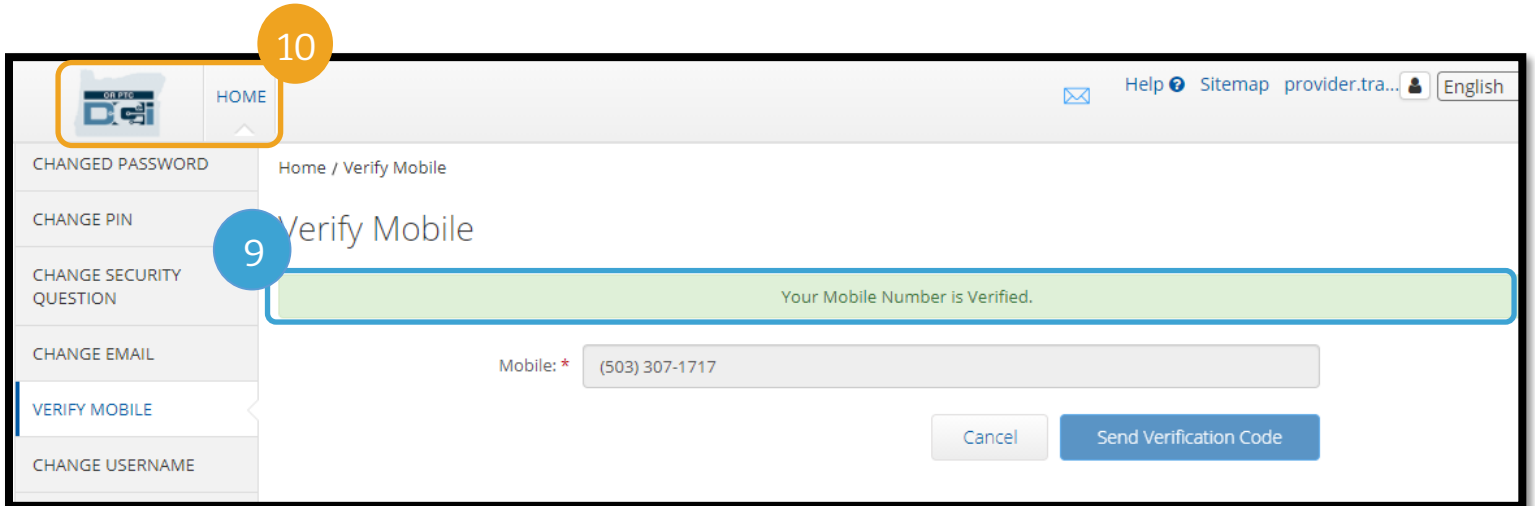 10
OR PTC
DCi
HOME
Help ? Sitemap provider.tra... English
CHANGED PASSWORD
CHANGE PIN
CHANGE SECURITY
QUESTION
CHANGE EMAIL
VERIFY MOBILE
CHANGE USERNAME
Home / Verify Mobile
Verify Mobile
9
Your Mobile Number is Verified.
Mobile: * (503) 307-1717
Cancel Send Verification Code